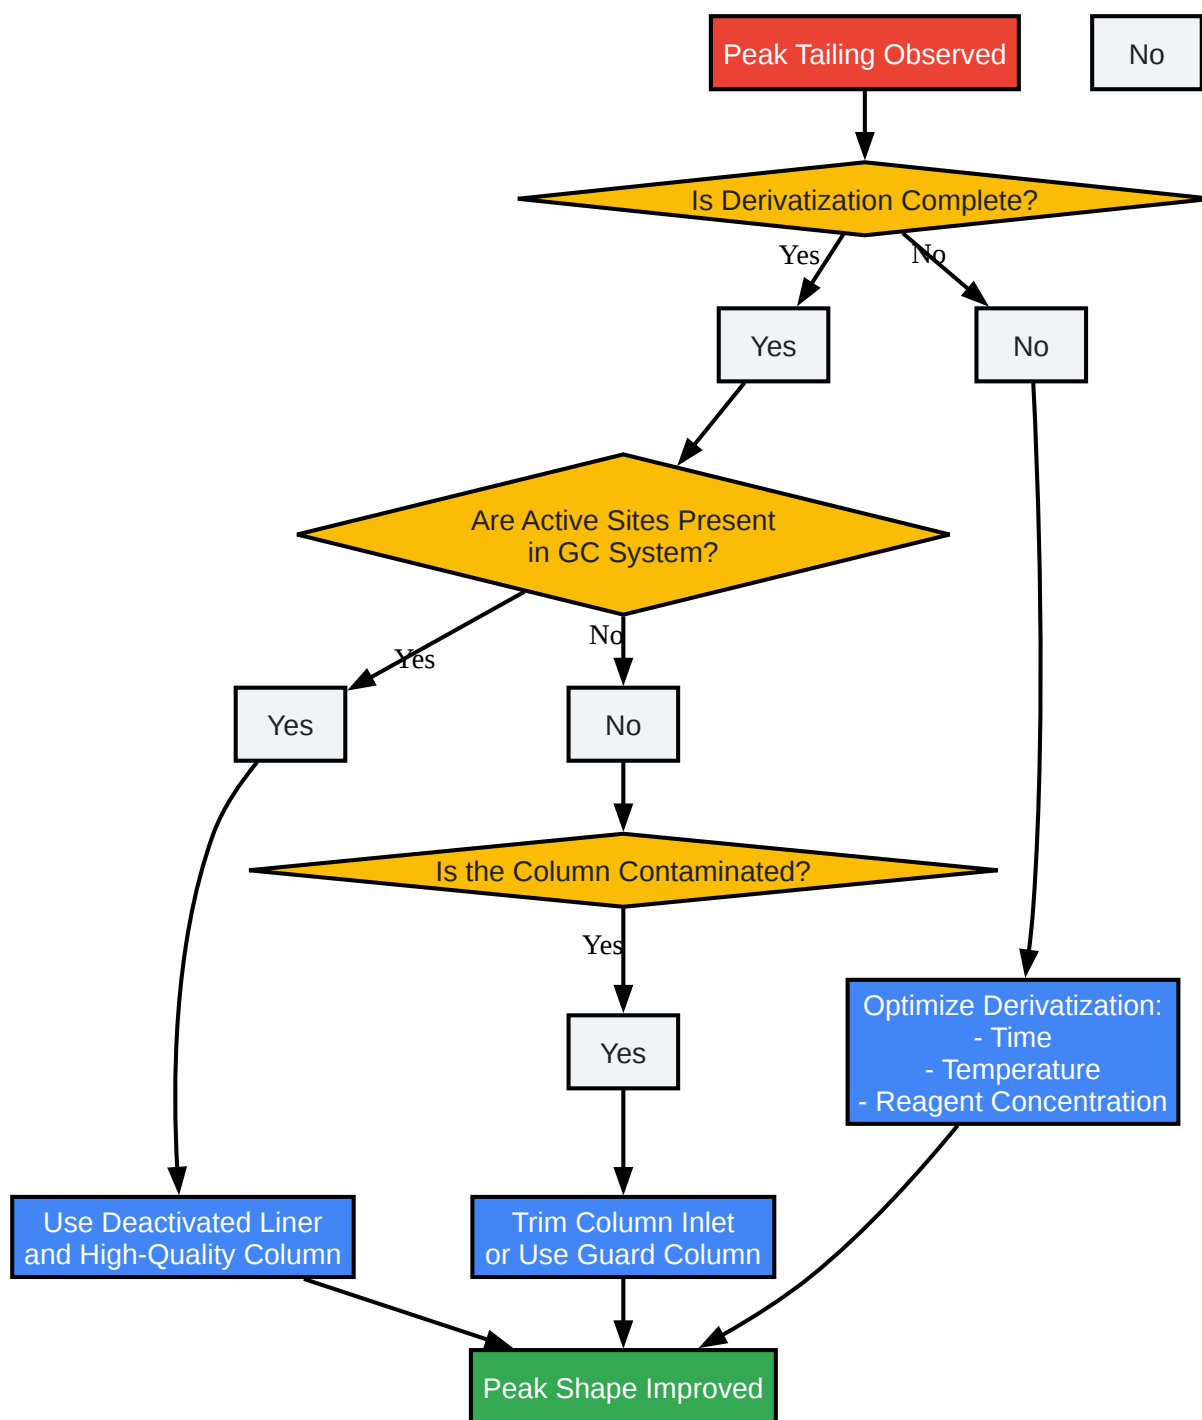 Peak Tailing Observed
No
Is Derivatization Complete?
Yes
No
Yes
No
Are Active Sites Present
in GC System?
No
Yes
Yes
No
Is the Column Contaminated?
Yes
Yes
Optimize Derivatization:
- Time
- Temperature
- Reagent Concentration
Use Deactivated Liner
and High-Quality Column
Trim Column Inlet
or Use Guard Column
Peak Shape Improved